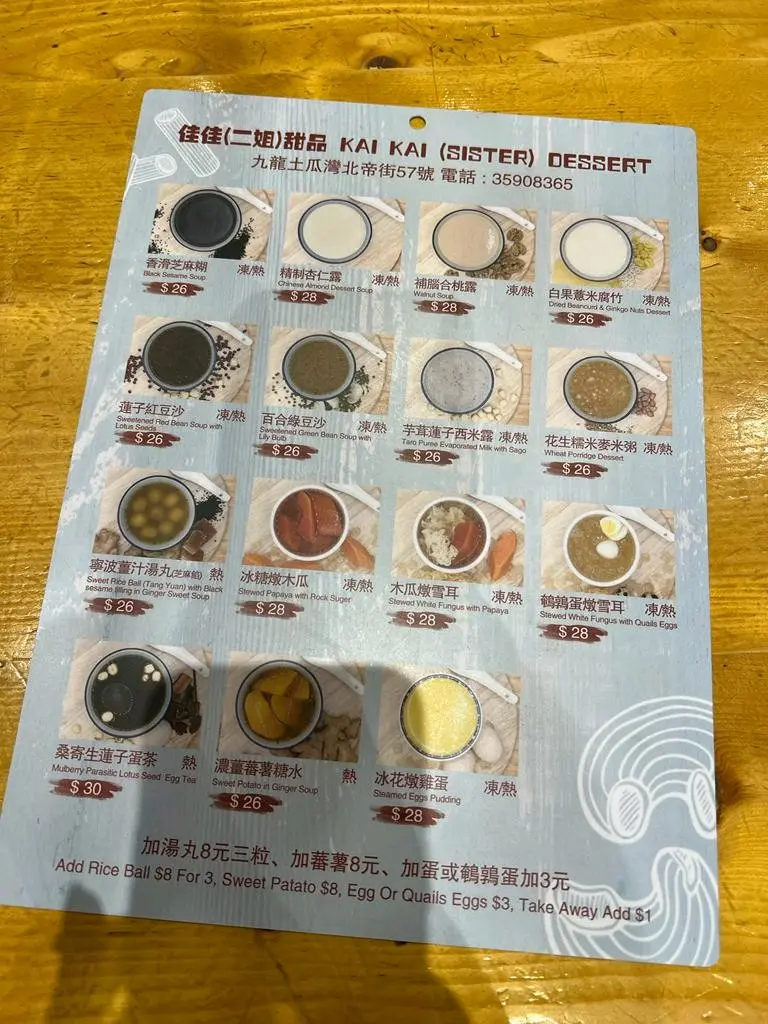 佳佳(二姐)甜品 KAI KAI (SISTER) DESSERT
九龍土瓜灣北帝街57號 電話 : 35908365
香滑芝麻糊 凍/熱
Black Sesame Soup
$ 26
精制杏仁露 凍/熱
Chinese Almond Dessert Soup
$ 28
補腦合桃露 凍/熱
Walnut Soup
$ 28
白果薏米腐竹 凍/熱
Dried Beancurd & Ginkgo Nuts Dessert
$ 26
蓮子紅豆沙 凍/熱
Sweetened Red Bean Soup with
Lotus Seeds
$ 26
百合綠豆沙 凍/熱
Sweetened Green Bean Soup with
Lily Bulb
$ 26
芋茸蓮子西米露 凍/熱
Taro Puree Evaporated Milk with Sago
$ 26
花生糯米麥米粥 凍/熱
Wheat Porridge Dessert
$ 26
寧波薑汁湯丸(芝麻餡) 熱
Sweet Rice Ball (Tang Yuan) with Black
sesame filling in Ginger Sweet Soup
$ 26
冰糖燉木瓜 凍/熱
Stewed Papaya with Rock Suger
$ 28
木瓜燉雪耳 凍/熱
Stewed White Fungus with Papaya
$ 28
鵪鶉蛋燉雪耳 凍/熱
Stewed White Fungus with Quails Eggs
$ 28
桑寄生蓮子蛋茶 熱
Mulberry Parasitic Lotus Seed Egg Tea
$ 30
濃薑蕃薯糖水 熱
Sweet Potato in Ginger Soup
$ 26
冰花燉雞蛋 凍/熱
Steamed Eggs Pudding
$ 28
加湯丸8元三粒、加蕃薯8元、加蛋或鵪鶉蛋加3元
Add Rice Ball $8 For 3, Sweet Patato $8, Egg Or Quails Eggs $3, Take Away Add $1